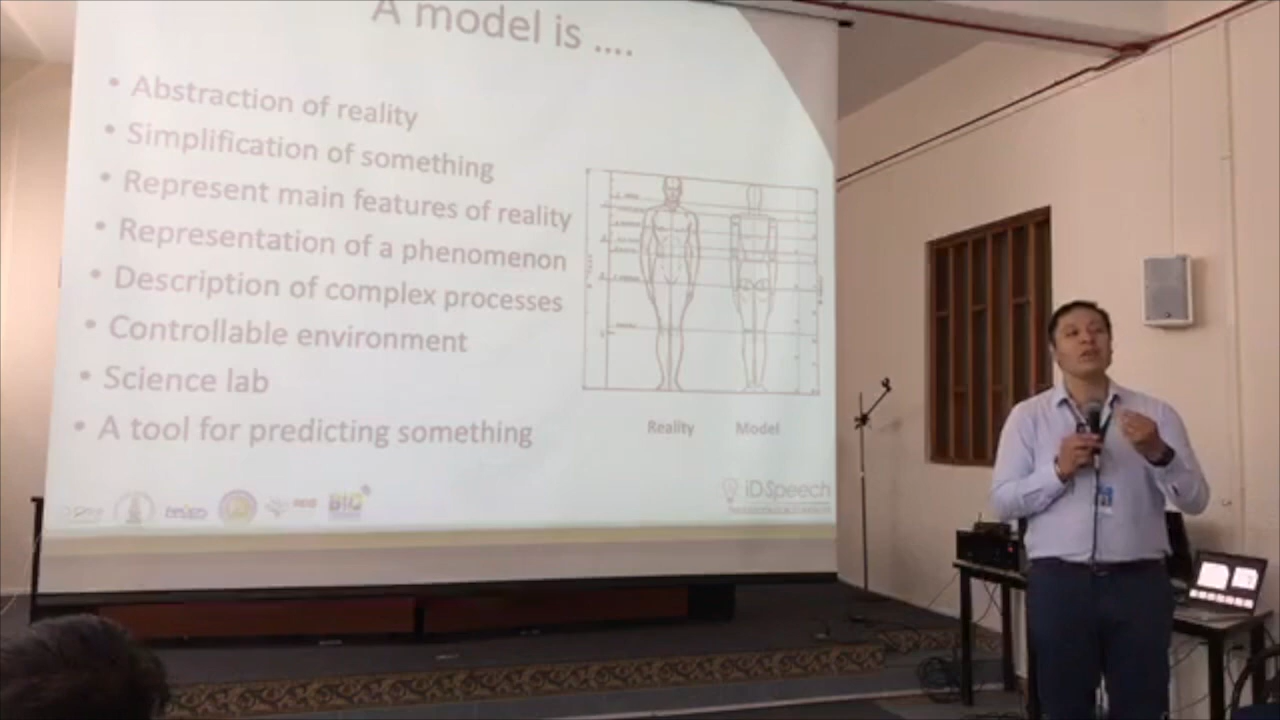 A model is ....
• Abstraction of reality
• Simplification of something
• Represent main features of reality
• Representation of a phenomenon
• Description of complex processes
• Controllable environment
• Science lab
• A tool for predicting something
Reality Model
iDSpeech